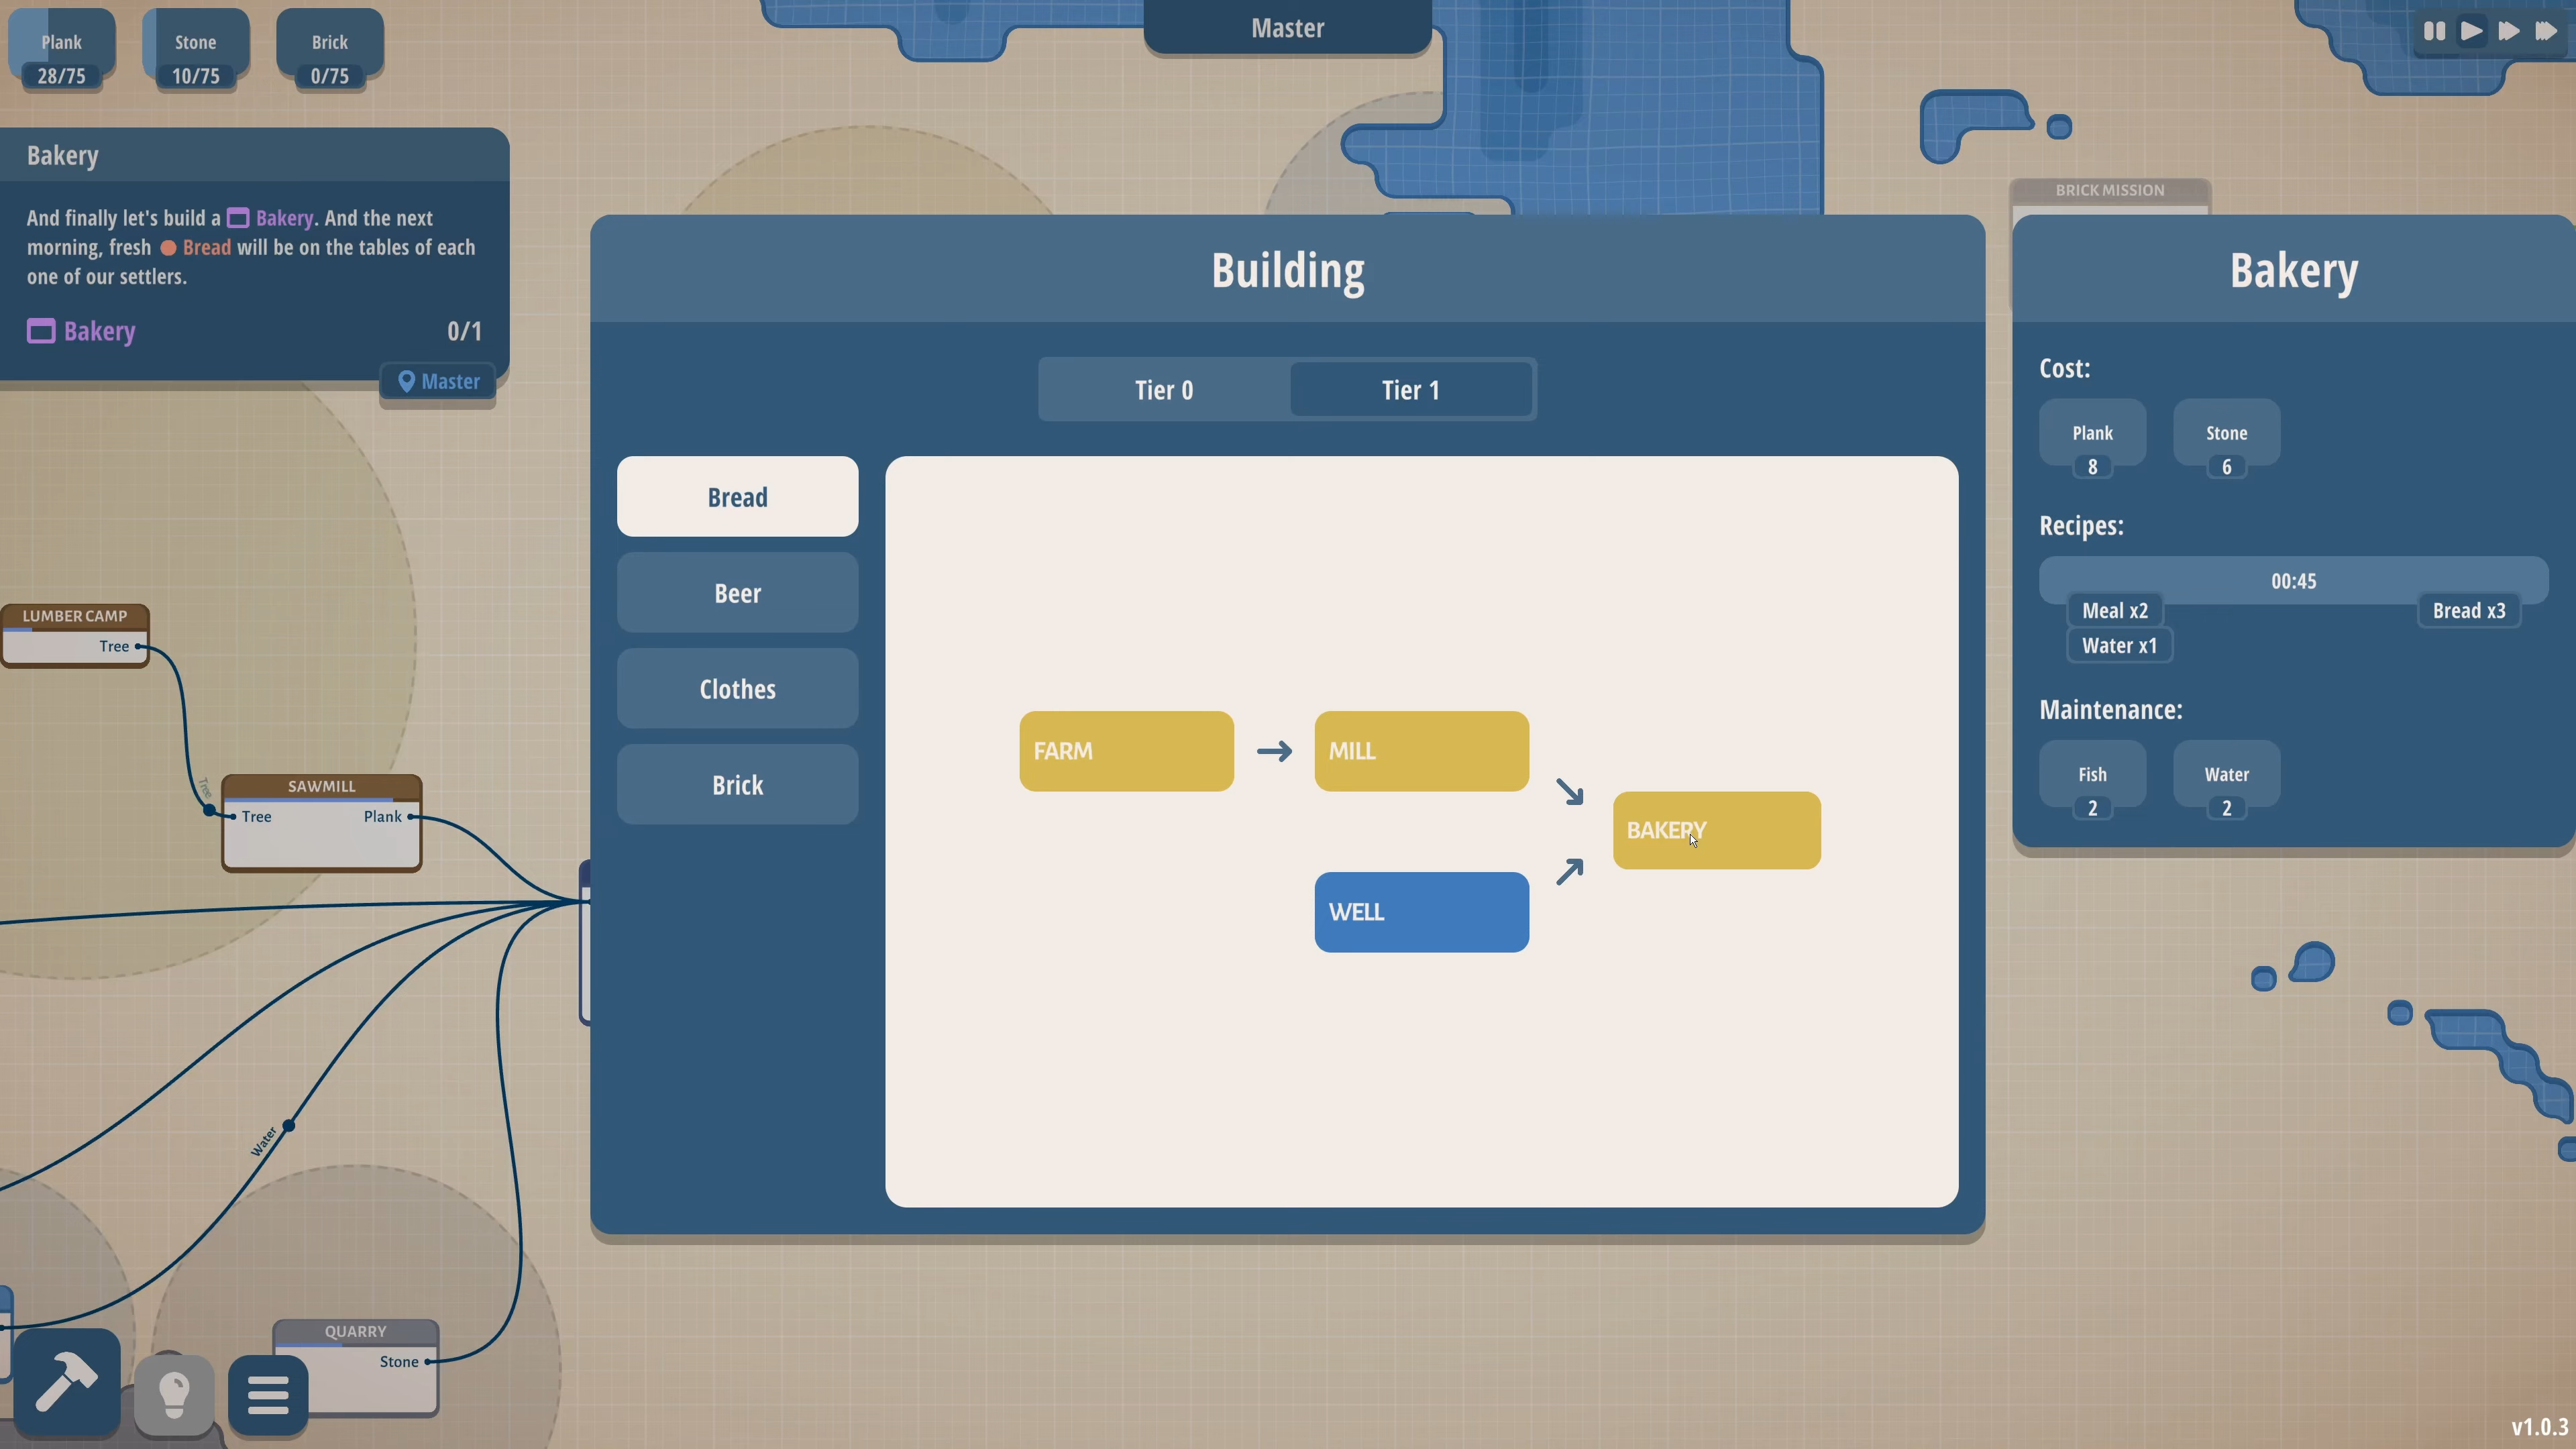 Plank
28/75
Stone
10/75
Brick
0/75
Master
Bakery
And finally let's build a Bakery. And the next
morning, fresh Bread will be on the tables of each
one of our settlers.
Bakery 0/1
Master
BRICK MISSION
Building
Tier 0
Tier 1
Bread
Beer
Clothes
Brick
FARM
MILL
BAKERY
WELL
Bakery
Cost:
Plank
8
Stone
6
Recipes:
00:45
Meal x2
Bread x3
Water x1
Maintenance:
Fish
2
Water
2
LUMBER CAMP
Tree
Tree
SAWMILL
Tree Plank
Water
QUARRY
Stone
v1.0.3